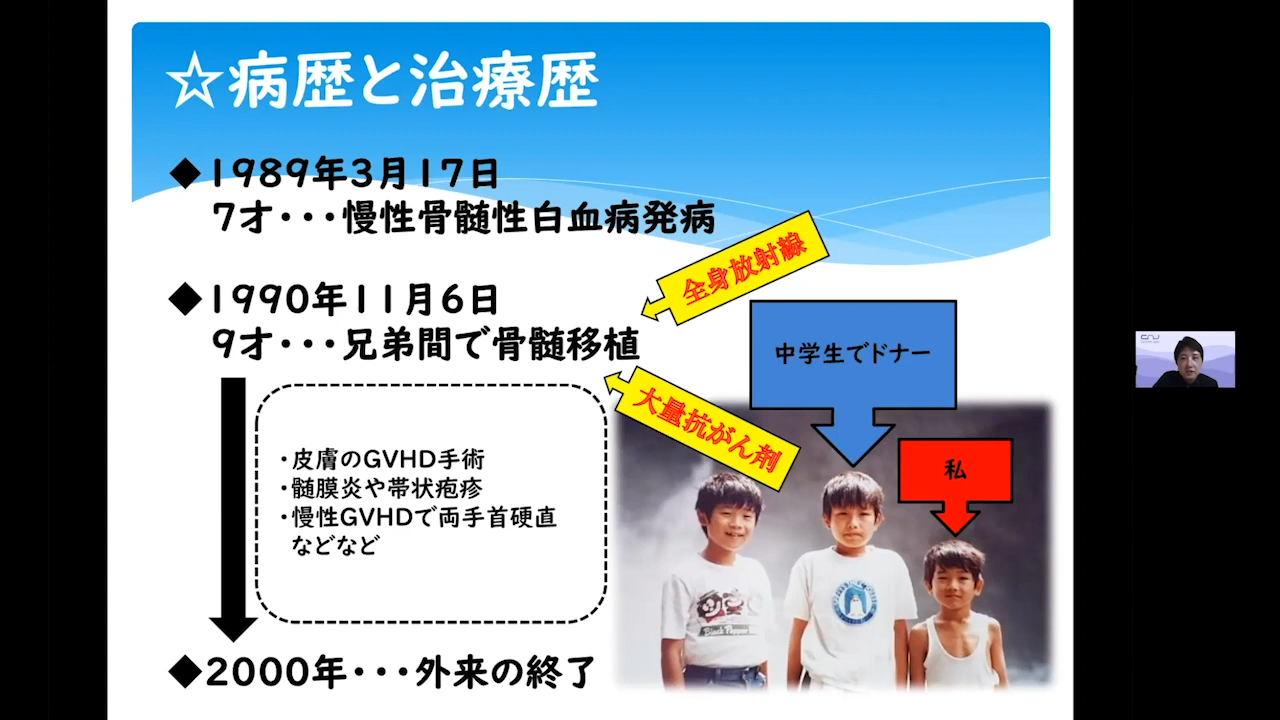 ☆病歴と治療歴
◆1989年3月17日
7才・・・慢性骨髄性白血病発病
全身放射線
◆1990年11月6日
9才・・・兄弟間で骨髄移植
中学生でドナー
大量抗がん剤
私
・皮膚のGVHD手術
・髄膜炎や帯状疱疹
・慢性GVHDで両手首硬直
などなど
◆2000年・・・外来の終了